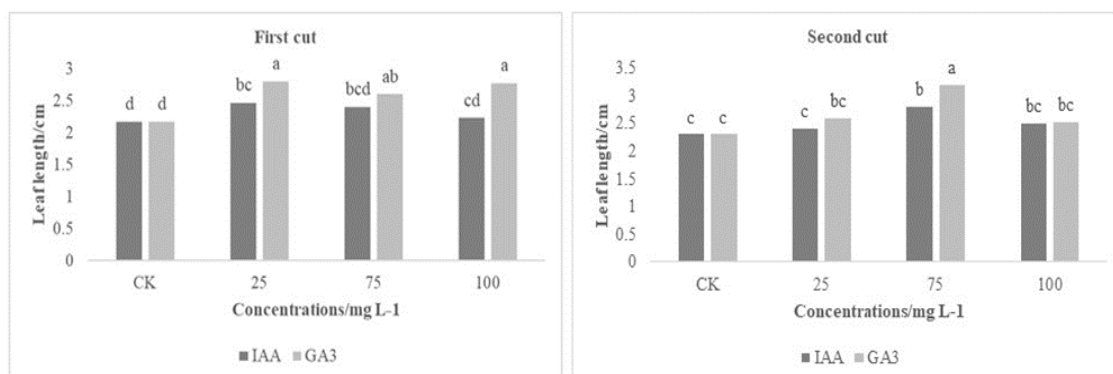 First cut
3
2.5
2
1.5
1
0.5
0
Leaf length/cm
d d bc a bcd ab cd a
CK 25 75 100
Concentrations/mg L-1
IAA GA3
Second cut
3.5
3
2.5
2
1.5
1
0.5
0
Leaf length/cm
c c c bc b a bc bc
CK 25 75 100
Concentrations/mg L-1
IAA GA3